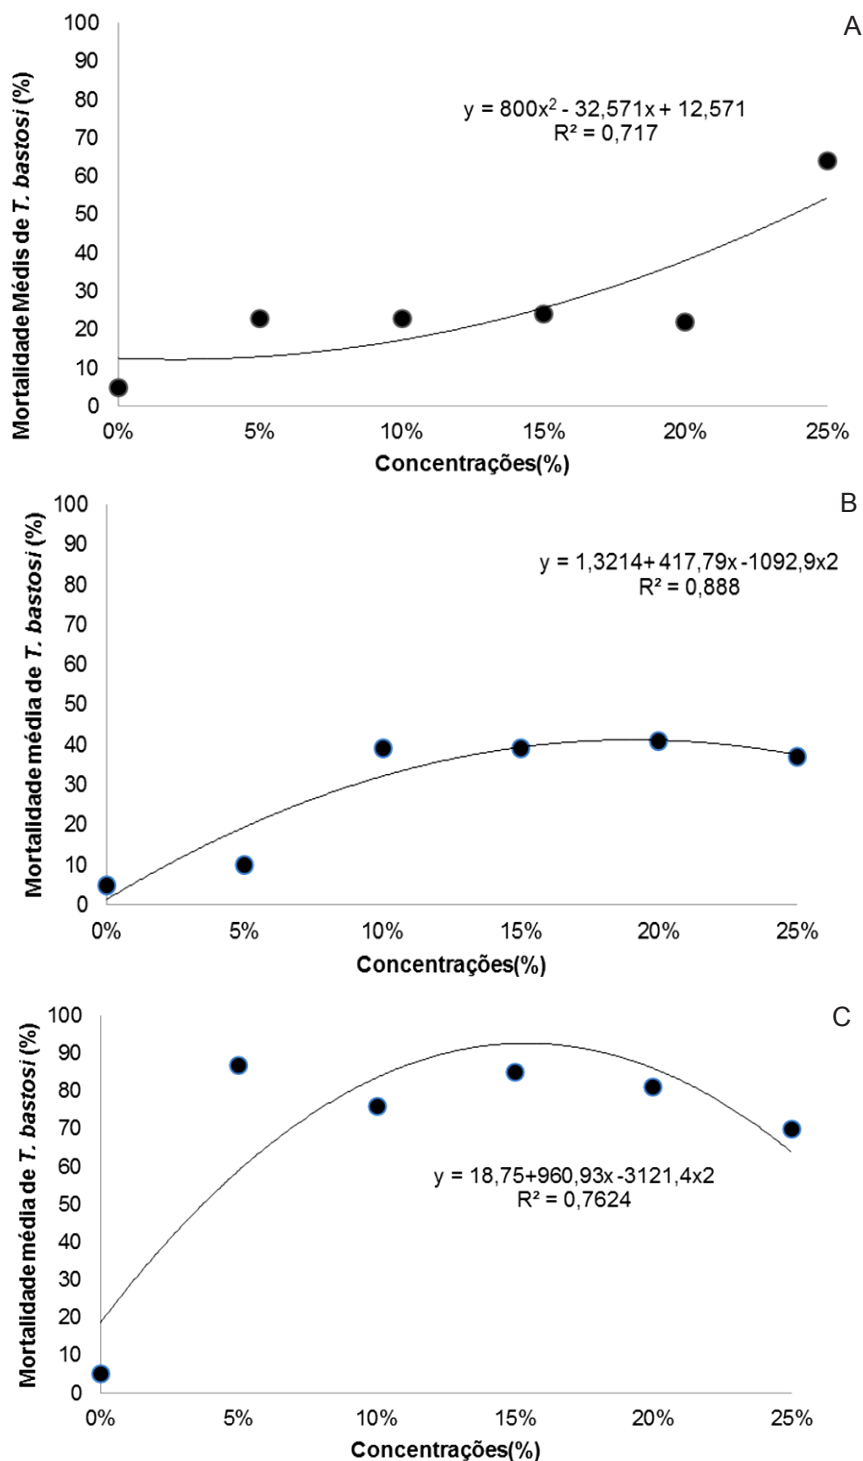 A
100
90
80
70
60
50
40
30
20
10
0
Mortalidade Médis de T. bastosi (%)
y = 800x² - 32,571x + 12,571
R² = 0,717
0% 5% 10% 15% 20% 25%
Concentrações(%)
B
100
90
80
70
60
50
40
30
20
10
0
Mortalidade média de T. bastosi (%)
y = 1,3214+ 417,79x -1092,9x2
R² = 0,888
0% 5% 10% 15% 20% 25%
Concentrações(%)
C
100
90
80
70
60
50
40
30
20
10
0
Mortalidade média de T. bastosi (%)
y = 18,75+960,93x -3121,4x2
R² = 0,7624
0% 5% 10% 15% 20% 25%
Concentrações(%)